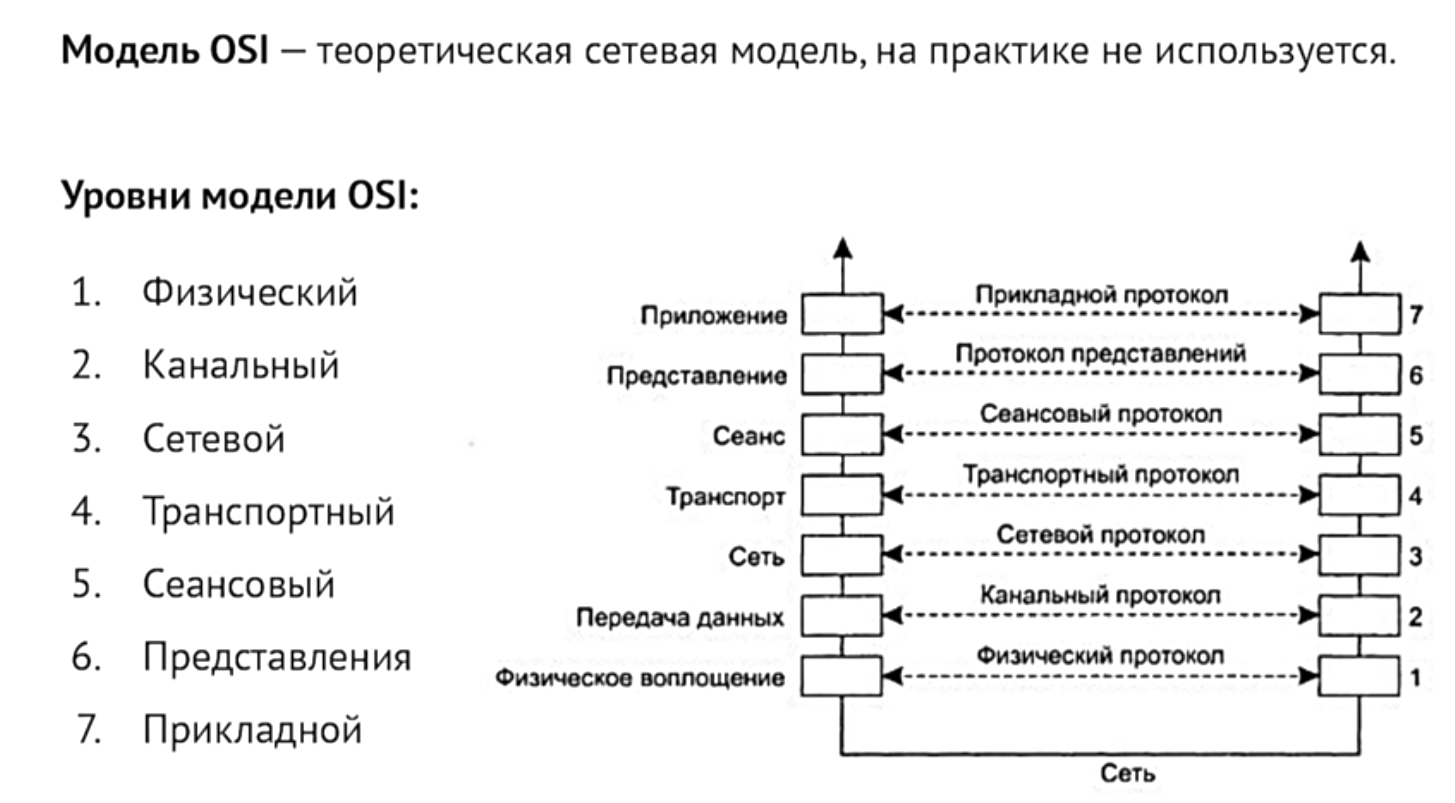 Модель OSI — теоретическая сетевая модель, на практике не используется.
Уровни модели OSI:
1. Физический
2. Канальный
3. Сетевой
4. Транспортный
5. Сеансовый
6. Представления
7. Прикладной
Приложение Прикладной протокол 7
Представление Протокол представлений 6
Сеанс Сеансовый протокол 5
Транспорт Транспортный протокол 4
Сеть Сетевой протокол 3
Передача данных Канальный протокол 2
Физическое воплощение Физический протокол 1
Сеть